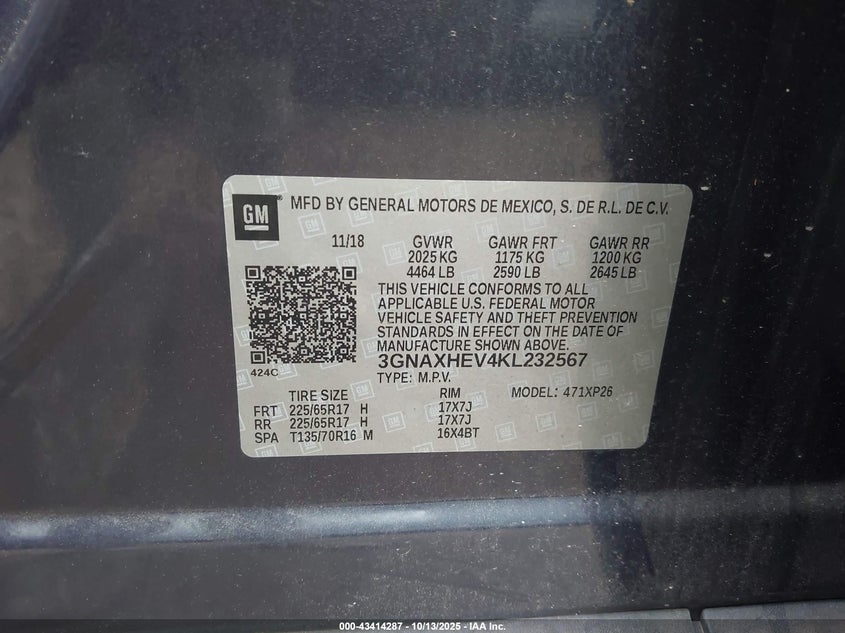 GM ® MFD BY GENERAL MOTORS DE MEXICO, S. DE R.L. DE C.V.
11/18 GVWR GAWR FRT GAWR RR
2025 KG 1175 KG 1200 KG
4464 LB 2590 LB 2645 LB
THIS VEHICLE CONFORMS TO ALL
APPLICABLE U.S. FEDERAL MOTOR
VEHICLE SAFETY AND THEFT PREVENTION
STANDARDS IN EFFECT ON THE DATE OF
MANUFACTURE SHOWN ABOVE.
424C 3GNAXHEV4KL232567
TYPE: M.P.V.
TIRE SIZE RIM MODEL: 471XP26
FRT 225/65R17 H 17X7J
RR 225/65R17 H 17X7J
SPA T135/70R16 M 16X4BT
000-43414287 - 10/13/2025 - IAA Inc.